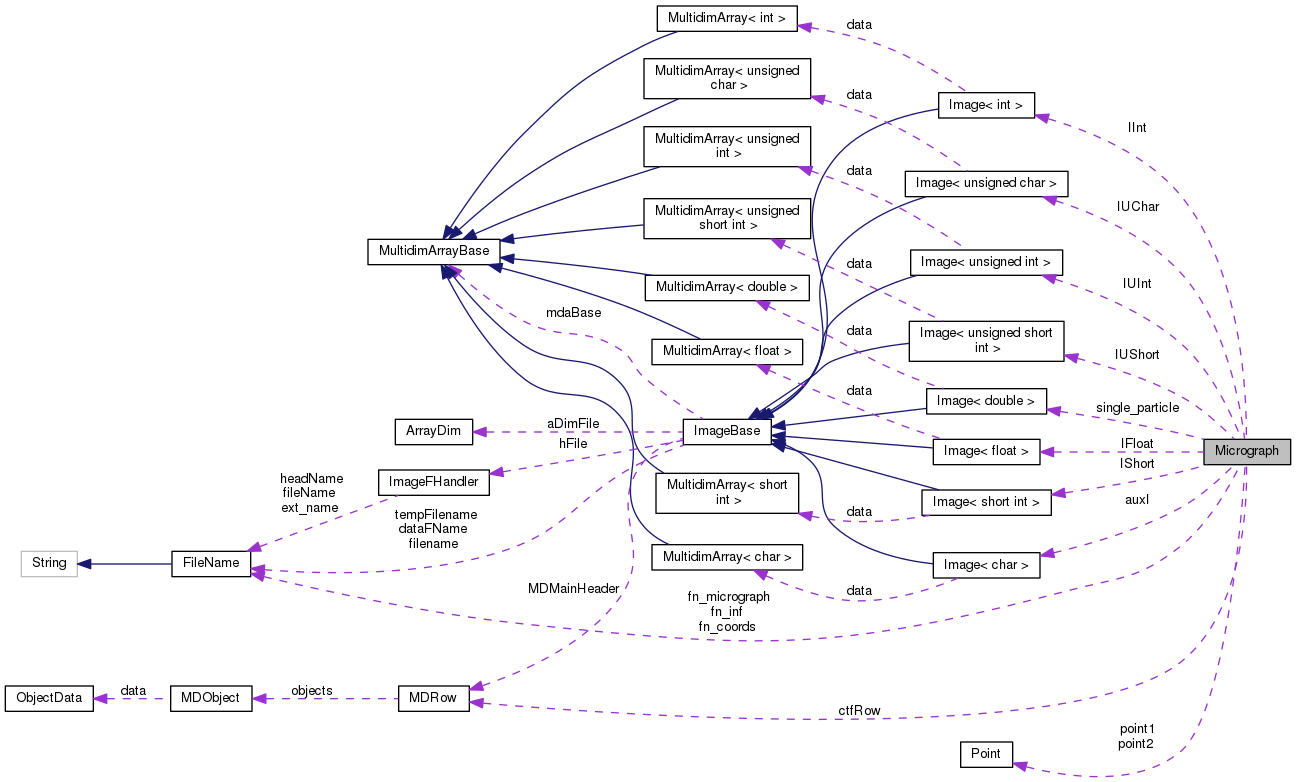 MultidimArray< int >
data
MultidimArray< unsigned
char >
data
Image< int >
IInt
MultidimArray< unsigned
int >
data
Image< unsigned char >
IUChar
MultidimArray< unsigned
short int >
MultidimArrayBase
data
Image< unsigned int >
IUInt
MultidimArray< double >
mdaBase
data
Image< unsigned short
int >
IUShort
MultidimArray< float >
data
Image< double >
single_particle
ArrayDim
aDimFile
hFile
ImageBase
Image< float >
IFloat
Micrograph
IShort
headName
fileName
ext_name
ImageFHandler
MultidimArray< short
int >
data
Image< short int >
auxI
tempFilename
dataFName
filename
String
FileName
MultidimArray< char >
Image< char >
MDMainHeader
data
fn_micrograph
fn_inf
fn_coords
ObjectData
data
MDObject
objects
MDRow
ctfRow
Point
point1
point2